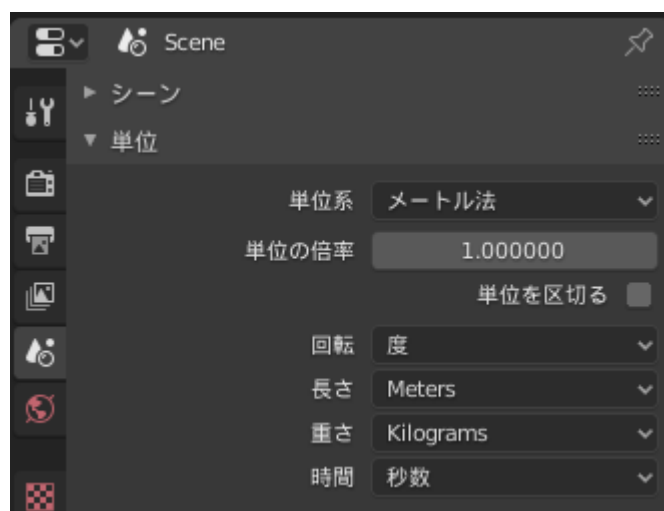 Scene
シーン
単位
単位系 メートル法
単位の倍率 1.000000
単位を区切る
回転 度
長さ Meters
重さ Kilograms
時間 秒数